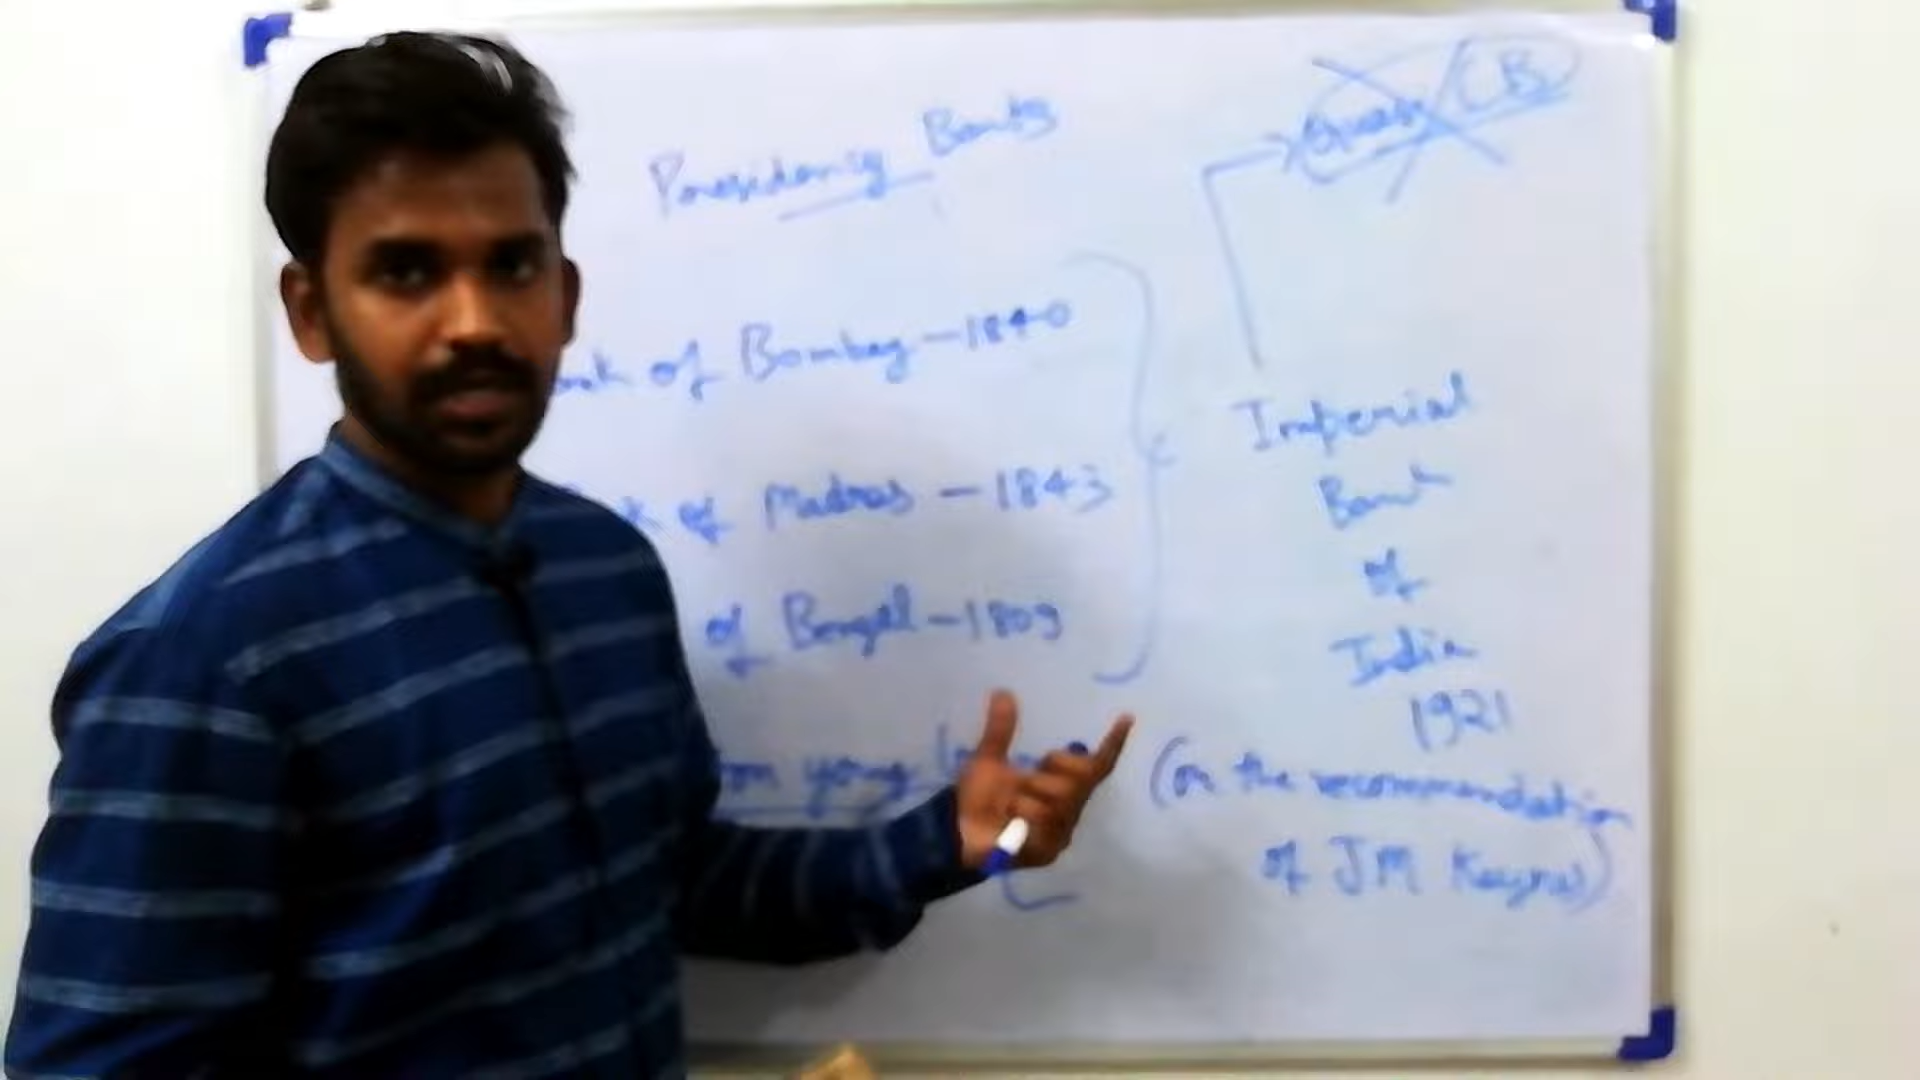 Presidency Banks
Bank of Bombay - 1840
of Madras - 1843
of Bengal - 1809
Imperial
Bank
of
India
1921
(on the recommendation
of JM Keynes)